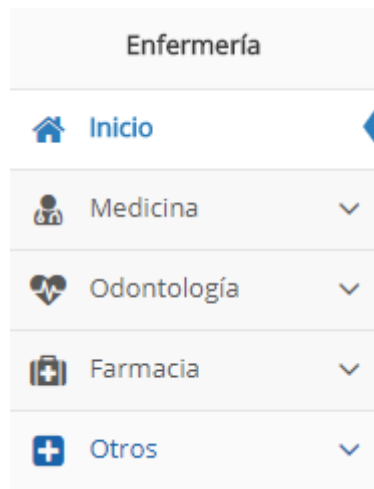 Enfermería
Inicio
Medicina
Odontología
Farmacia
Otros